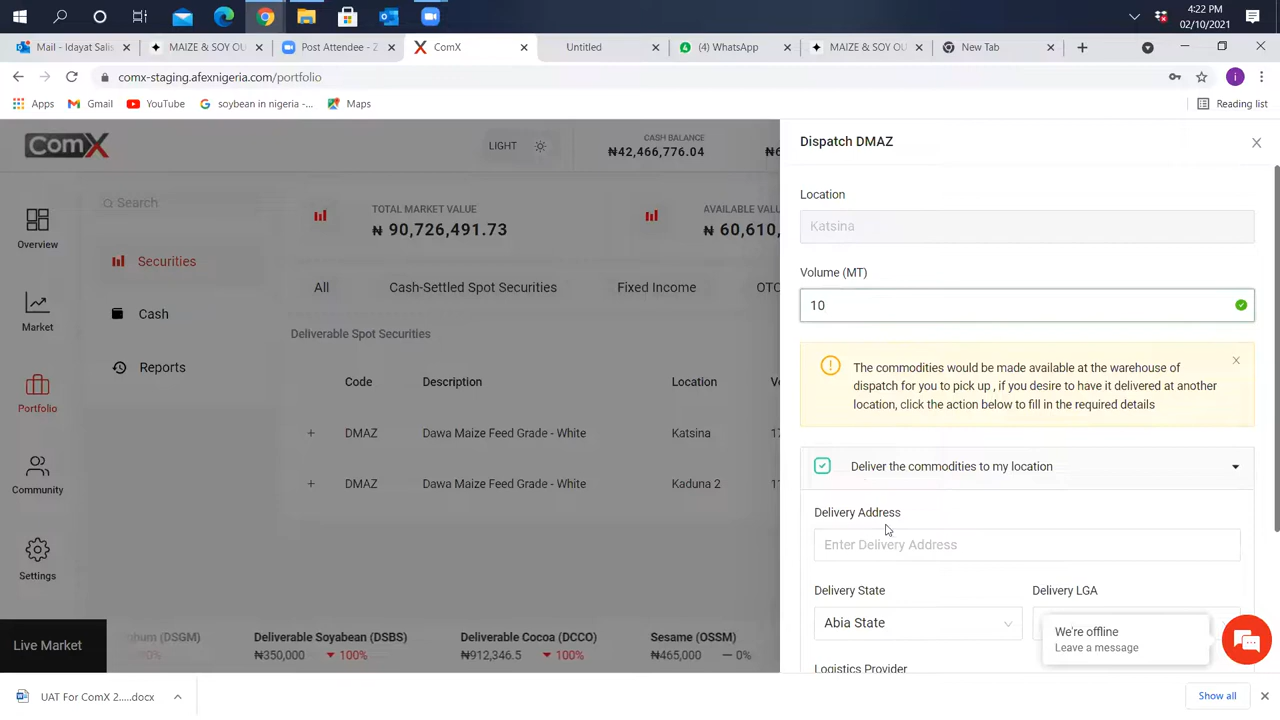 4:22 PM
02/10/2021
Mail - Idayat Salis
MAIZE & SOY OU
Post Attendee - Z
ComX
Untitled
(4) WhatsApp
MAIZE & SOY OU
New Tab
comx-staging.afexnigeria.com/portfolio
i
Apps
Gmail
YouTube
soybean in nigeria -...
Maps
Reading list
ComX
LIGHT
CASH BALANCE
₦42,466,776.04
Search
Overview
Market
Portfolio
Community
Settings
Securities
Cash
Reports
TOTAL MARKET VALUE
₦ 90,726,491.73
AVAILABLE VALU
₦ 60,610,
All
Cash-Settled Spot Securities
Fixed Income
OTC
Deliverable Spot Securities
Code
Description
Location
+
DMAZ
Dawa Maize Feed Grade - White
Katsina
+
DMAZ
Dawa Maize Feed Grade - White
Kaduna 2
Live Market
(DSGM)
Deliverable Soyabean (DSBS)
₦350,000
100%
Deliverable Cocoa (DCCO)
₦912,346.5
100%
Sesame (OSSM)
₦465,000
0%
Dispatch DMAZ
Location
Katsina
Volume (MT)
10
The commodities would be made available at the warehouse of
dispatch for you to pick up , if you desire to have it delivered at another
location, click the action below to fill in the required details
Deliver the commodities to my location
Delivery Address
Enter Delivery Address
Delivery State
Delivery LGA
Abia State
Logistics Provider
We're offline
Leave a message
UAT For ComX 2.....docx
Show all